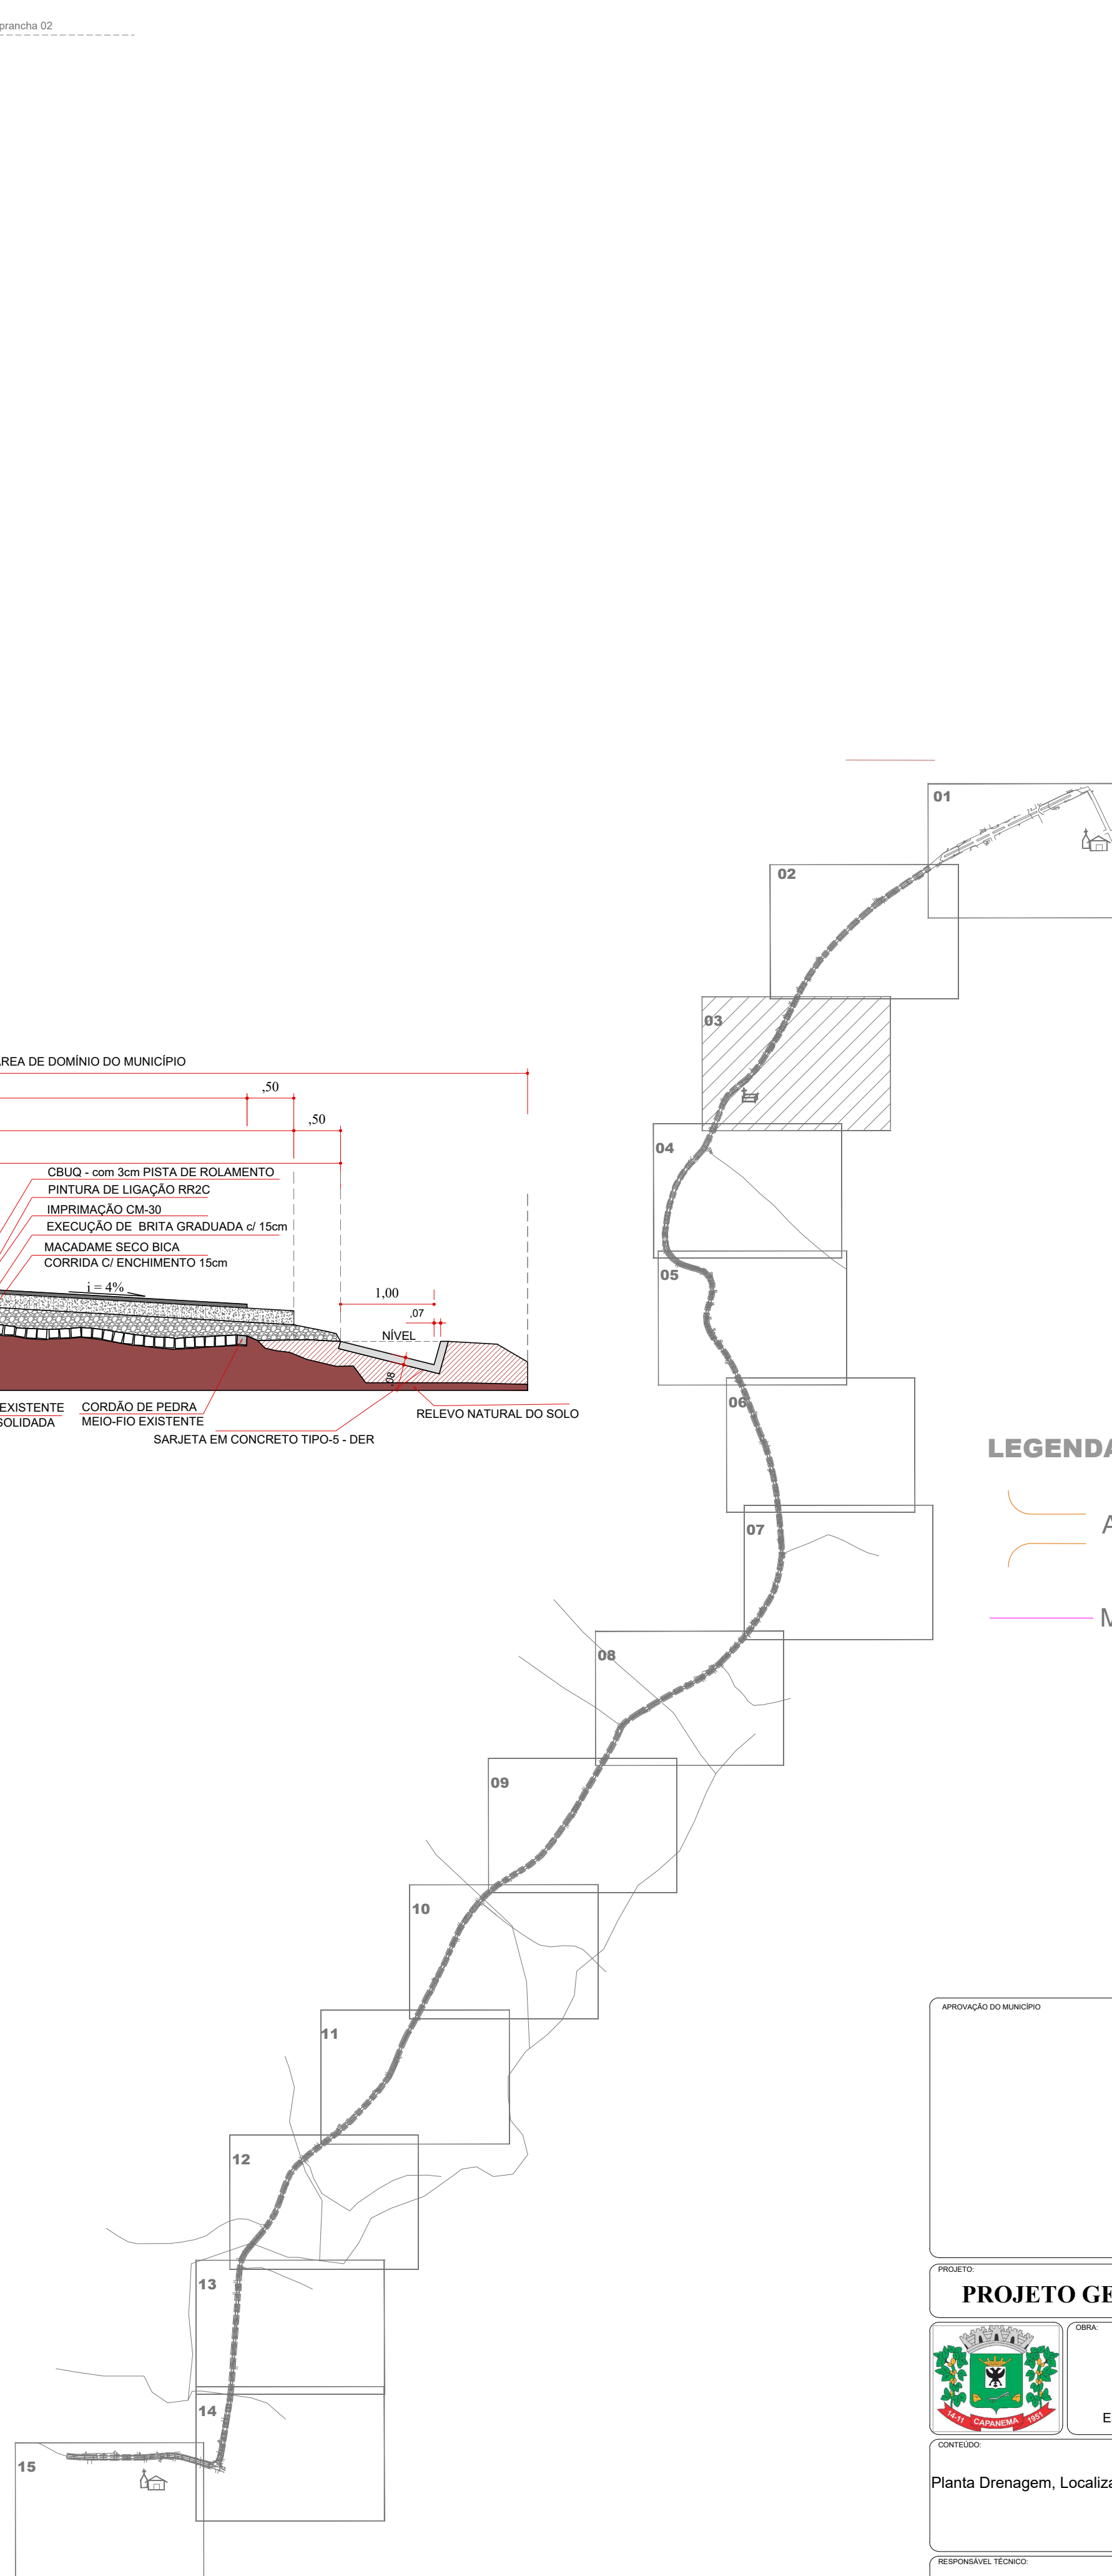 prancha 02
01
02
03
ÁREA DE DOMÍNIO DO MUNICÍPIO
,50
,50
04
CBUQ - com 3cm PISTA DE ROLAMENTO
PINTURA DE LIGAÇÃO RR2C
IMPRIMAÇÃO CM-30
EXECUÇÃO DE BRITA GRADUADA c/ 15cm
MACADAME SECO BICA
CORRIDA C/ ENCHIMENTO 15cm
05
i = 4%
1,00
,07
NÍVEL
,08
EXISTENTE
SOLIDADA
CORDÃO DE PEDRA
MEIO-FIO EXISTENTE
RELEVO NATURAL DO SOLO
SARJETA EM CONCRETO TIPO-5 - DER
06
LEGENDA
A
07
M
08
09
10
11
APROVAÇÃO DO MUNICÍPIO
12
13
PROJETO:
PROJETO GE
OBRA:
14-11 CAPANEMA 1951
E
14
CONTEÚDO:
15
Planta Drenagem, Localiza
RESPONSÁVEL TÉCNICO: